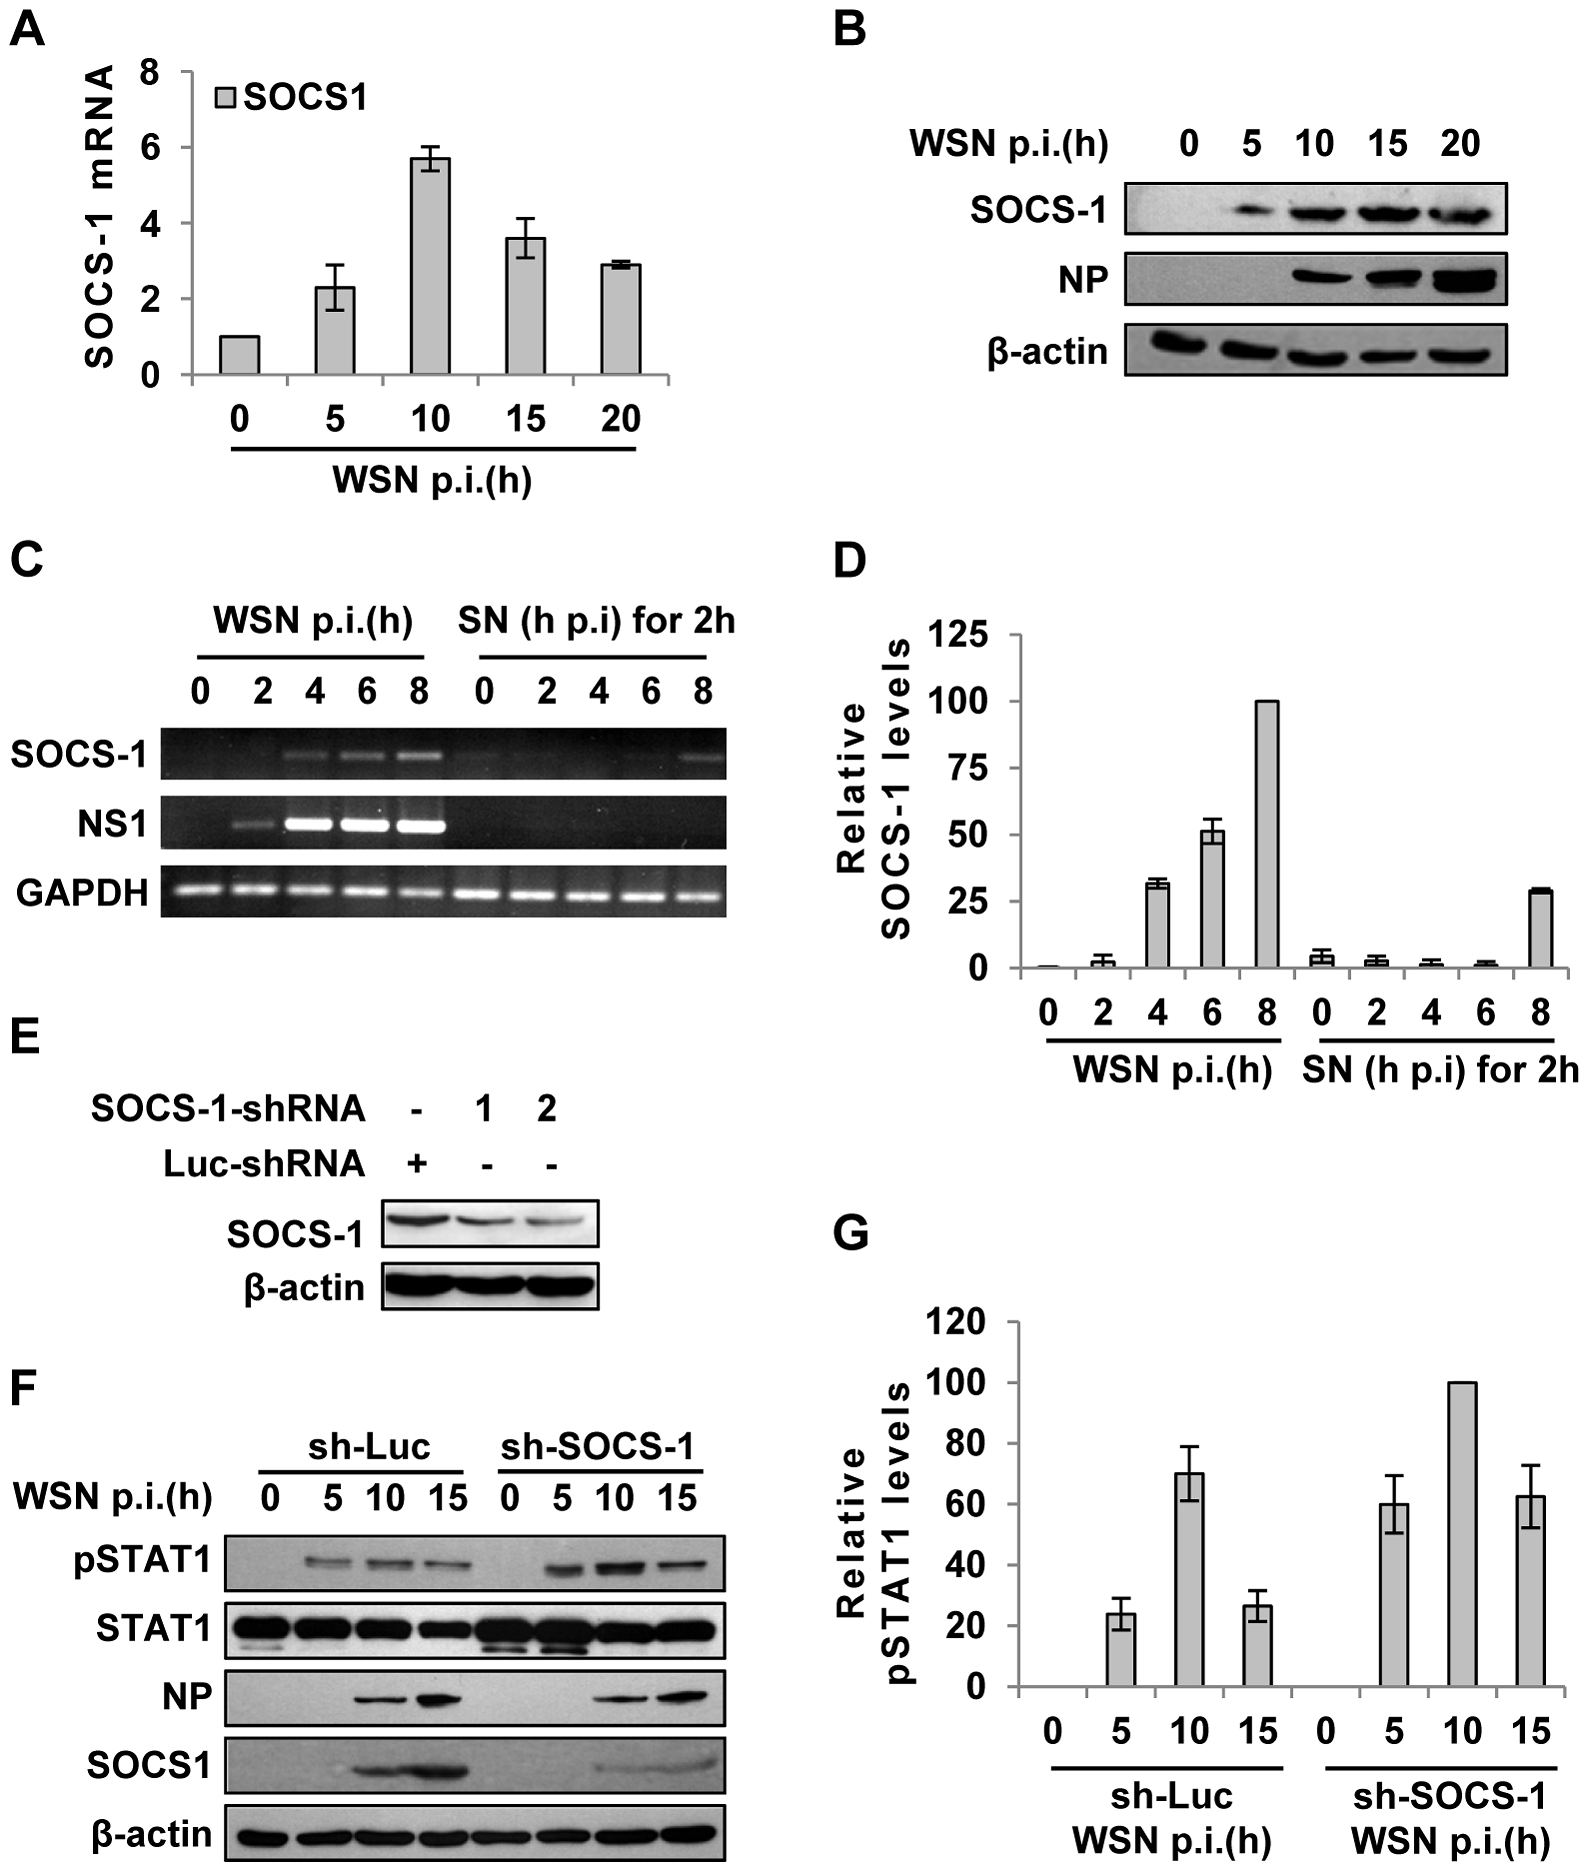 A
SOCS-1 mRNA
8
6
4
2
0
SOCS1
0 5 10 15 20
WSN p.i.(h)
B
WSN p.i.(h) 0 5 10 15 20
SOCS-1
NP
β-actin
C
WSN p.i.(h) SN (h p.i) for 2h
0 2 4 6 8 0 2 4 6 8
SOCS-1
NS1
GAPDH
D
Relative
SOCS-1 levels
125
100
75
50
25
0
0 2 4 6 8 0 2 4 6 8
WSN p.i.(h) SN (h p.i) for 2h
E
SOCS-1-shRNA - 1 2
Luc-shRNA + - -
SOCS-1
β-actin
F
sh-Luc sh-SOCS-1
WSN p.i.(h) 0 5 10 15 0 5 10 15
pSTAT1
STAT1
NP
SOCS1
β-actin
G
Relative
pSTAT1 levels
120
100
80
60
40
20
0
0 5 10 15 0 5 10 15
sh-Luc sh-SOCS-1
WSN p.i.(h) WSN p.i.(h)